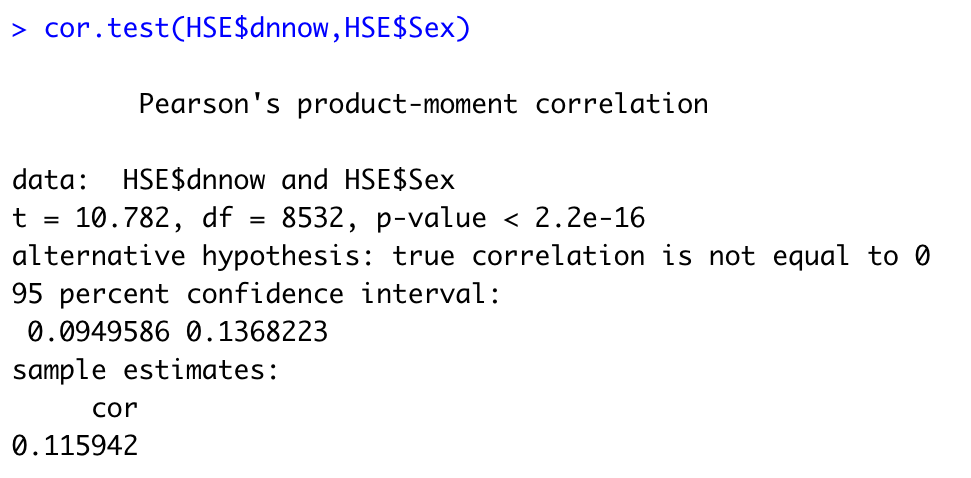 > cor.test(HSE$dnnow,HSE$Sex)
Pearson's product-moment correlation
data:  HSE$dnnow and HSE$Sex
t = 10.782, df = 8532, p-value < 2.2e-16
alternative hypothesis: true correlation is not equal to 0
95 percent confidence interval:
0.0949586 0.1368223
sample estimates:
cor
0.115942